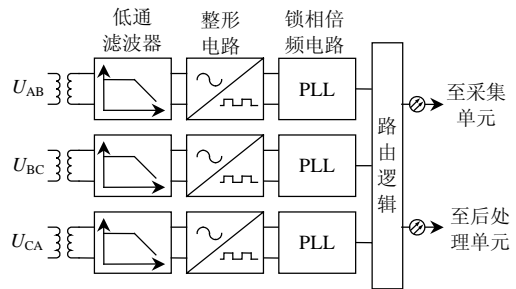 低通
滤波器
整形
电路
锁相倍
频电路
U_AB
PLL
U_BC
PLL
U_CA
PLL
路
由
逻
辑
至采集
单元
至后处
理单元